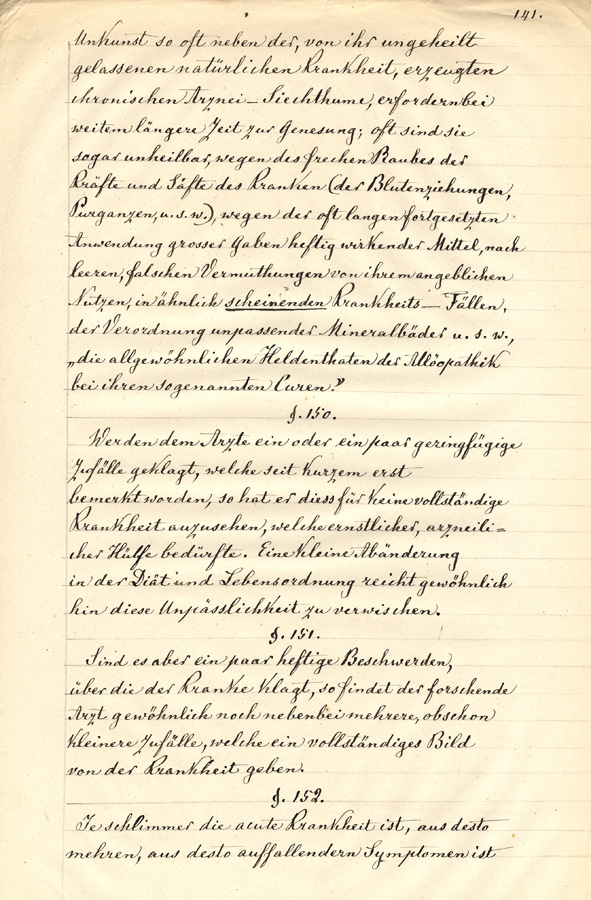 141.
Unkunst so oft neben der, von ihr ungeheilt
gelassenen natürlichen Krankheit, erzeugten
chronischen Arznei-Siechthume, erfordern bei
weitem längere Zeit zur Genesung; oft sind sie
sogar unheilbar, wegen des frechen Raubes der
Kräfte und Säfte des Kranken (der Blutenziehungen,
Purganzen, u. s. w.), wegen der oft lange fortgesetzten
Anwendung grosser Gaben heftig wirkender Mittel, nach
leeren, falschen Vermuthungen von ihrem angeblichen
Nutzen, in ähnlich scheinenden Krankheits-Fällen,
der Verordnung unpassender Mineralbäder u. s. w.,
„die allgewöhnlichen Heldenthaten der Allöopathik
bei ihren sogenannten Curen."
§. 150.
Werden dem Arzte ein oder ein paar geringfügige
Zufälle geklagt, welche seit Kurzem erst
bemerkt worden, so hat er diess für keine vollständige
Krankheit anzusehen, welche ernstlicher, arzneili=
cher Hülfe bedürfte. Eine kleine Abänderung
in der Diät und Lebensordnung reicht gewöhnlich
hin diese Unpässlichkeit zu verwischen.
§. 151.
Sind es aber ein paar heftige Beschwerden,
über die der Kranke klagt, so findet der forschende
Arzt gewöhnlich noch nebenbei mehrere, obschon
kleinere Zufälle, welche ein vollständiges Bild
von der Krankheit geben.
§. 152.
Je schlimmer die acute Krankheit ist, aus desto
mehren, aus desto auffallendern Symptomen ist